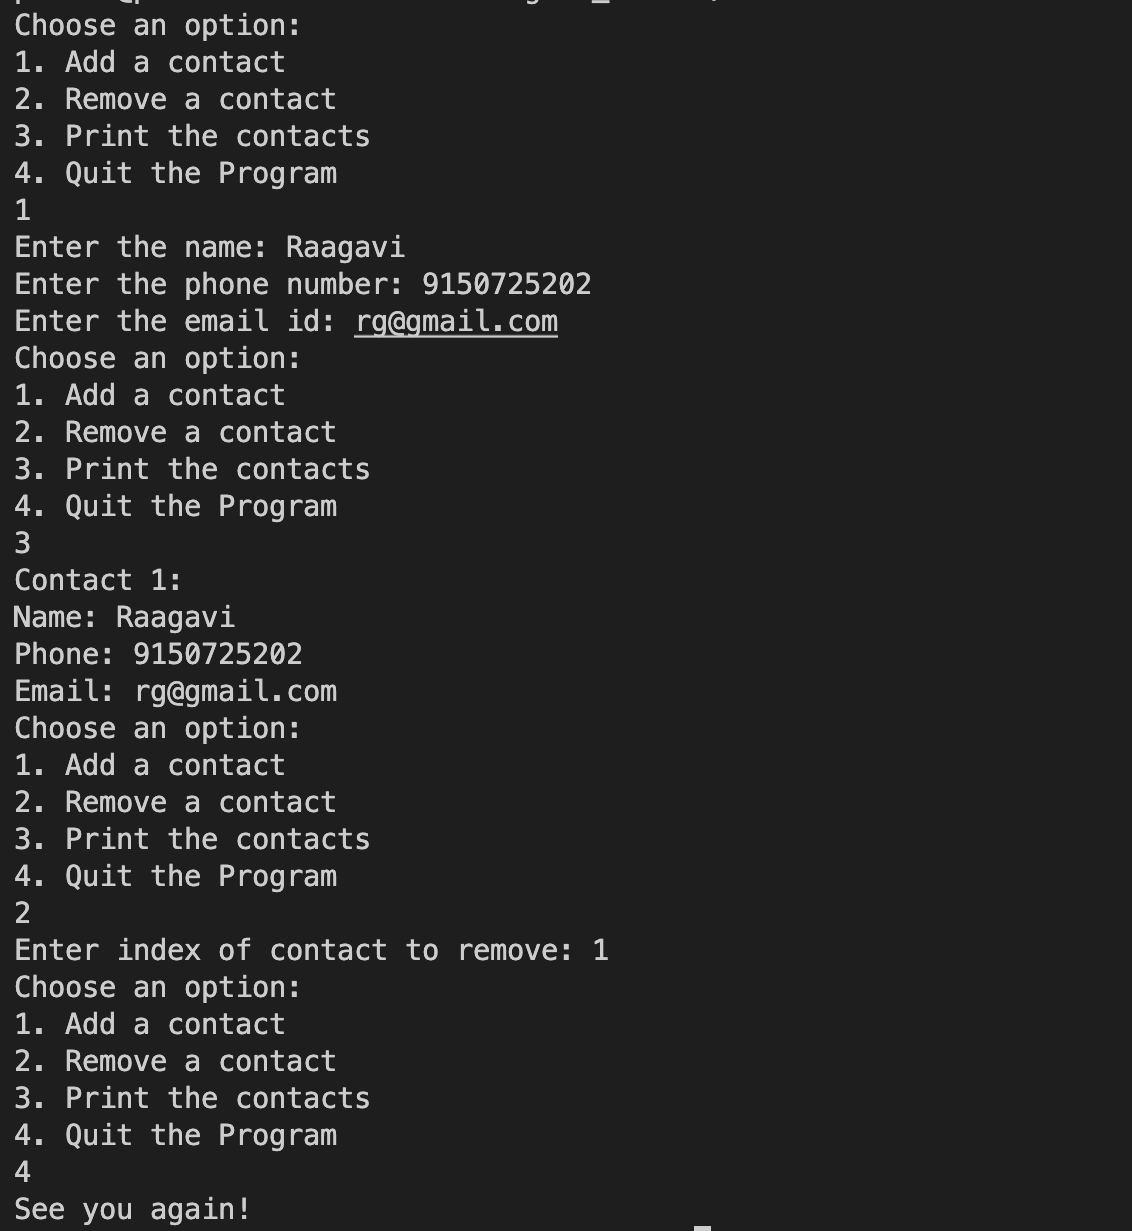 Choose an option:
1. Add a contact
2. Remove a contact
3. Print the contacts
4. Quit the Program
1
Enter the name: Raagavi
Enter the phone number: 9150725202
Enter the email id: rg@gmail.com
Choose an option:
1. Add a contact
2. Remove a contact
3. Print the contacts
4. Quit the Program
3
Contact 1:
Name: Raagavi
Phone: 9150725202
Email: rg@gmail.com
Choose an option:
1. Add a contact
2. Remove a contact
3. Print the contacts
4. Quit the Program
2
Enter index of contact to remove: 1
Choose an option:
1. Add a contact
2. Remove a contact
3. Print the contacts
4. Quit the Program
4
See you again!